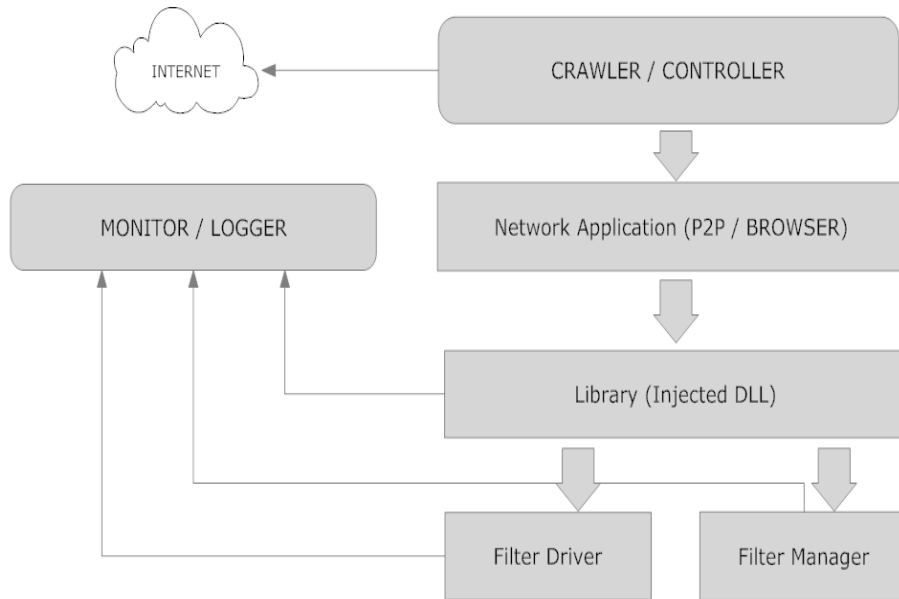 INTERNET
CRAWLER / CONTROLLER
MONITOR / LOGGER
Network Application (P2P / BROWSER)
Library (Injected DLL)
Filter Driver
Filter Manager